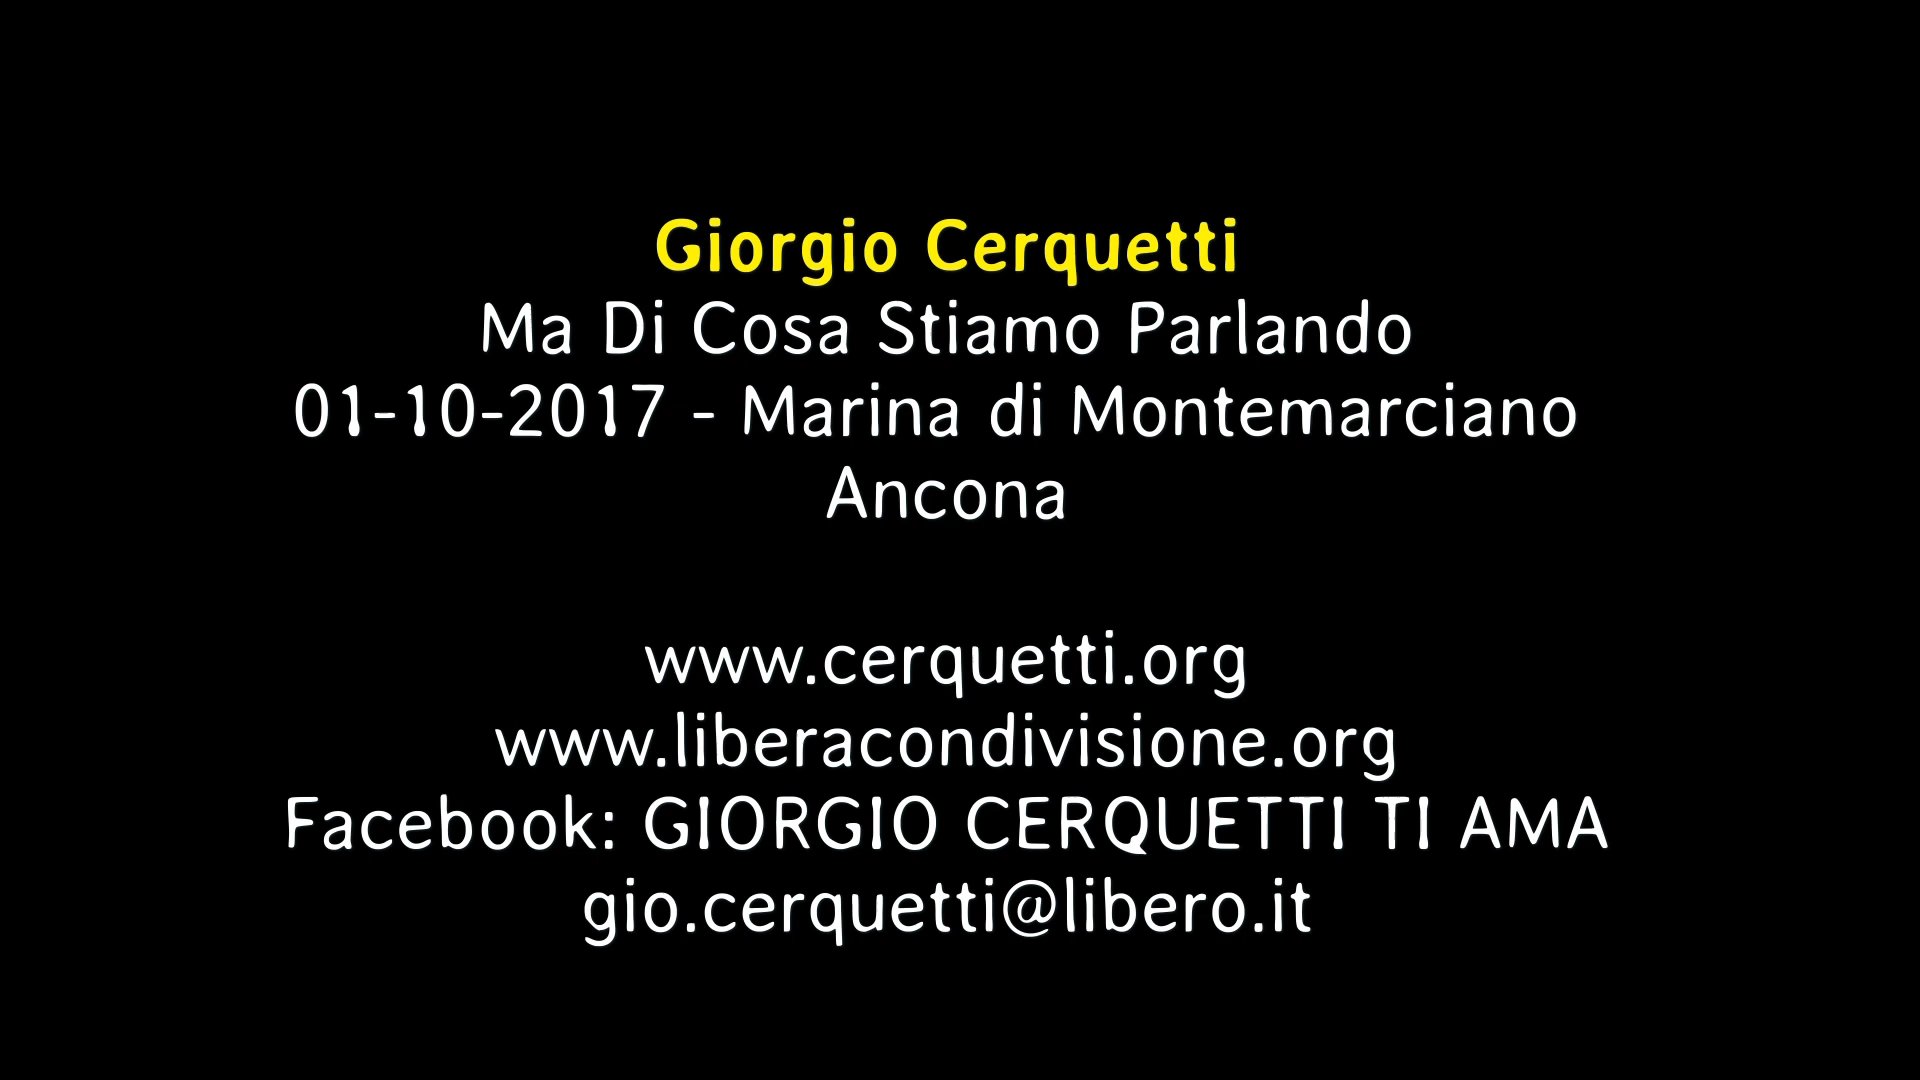 Giorgio Cerquetti
Ma Di Cosa Stiamo Parlando
01-10-2017 - Marina di Montemarciano
Ancona
www.cerquetti.org
www.liberacondivisione.org
Facebook: GIORGIO CERQUETTI TI AMA
gio.cerquetti@libero.it